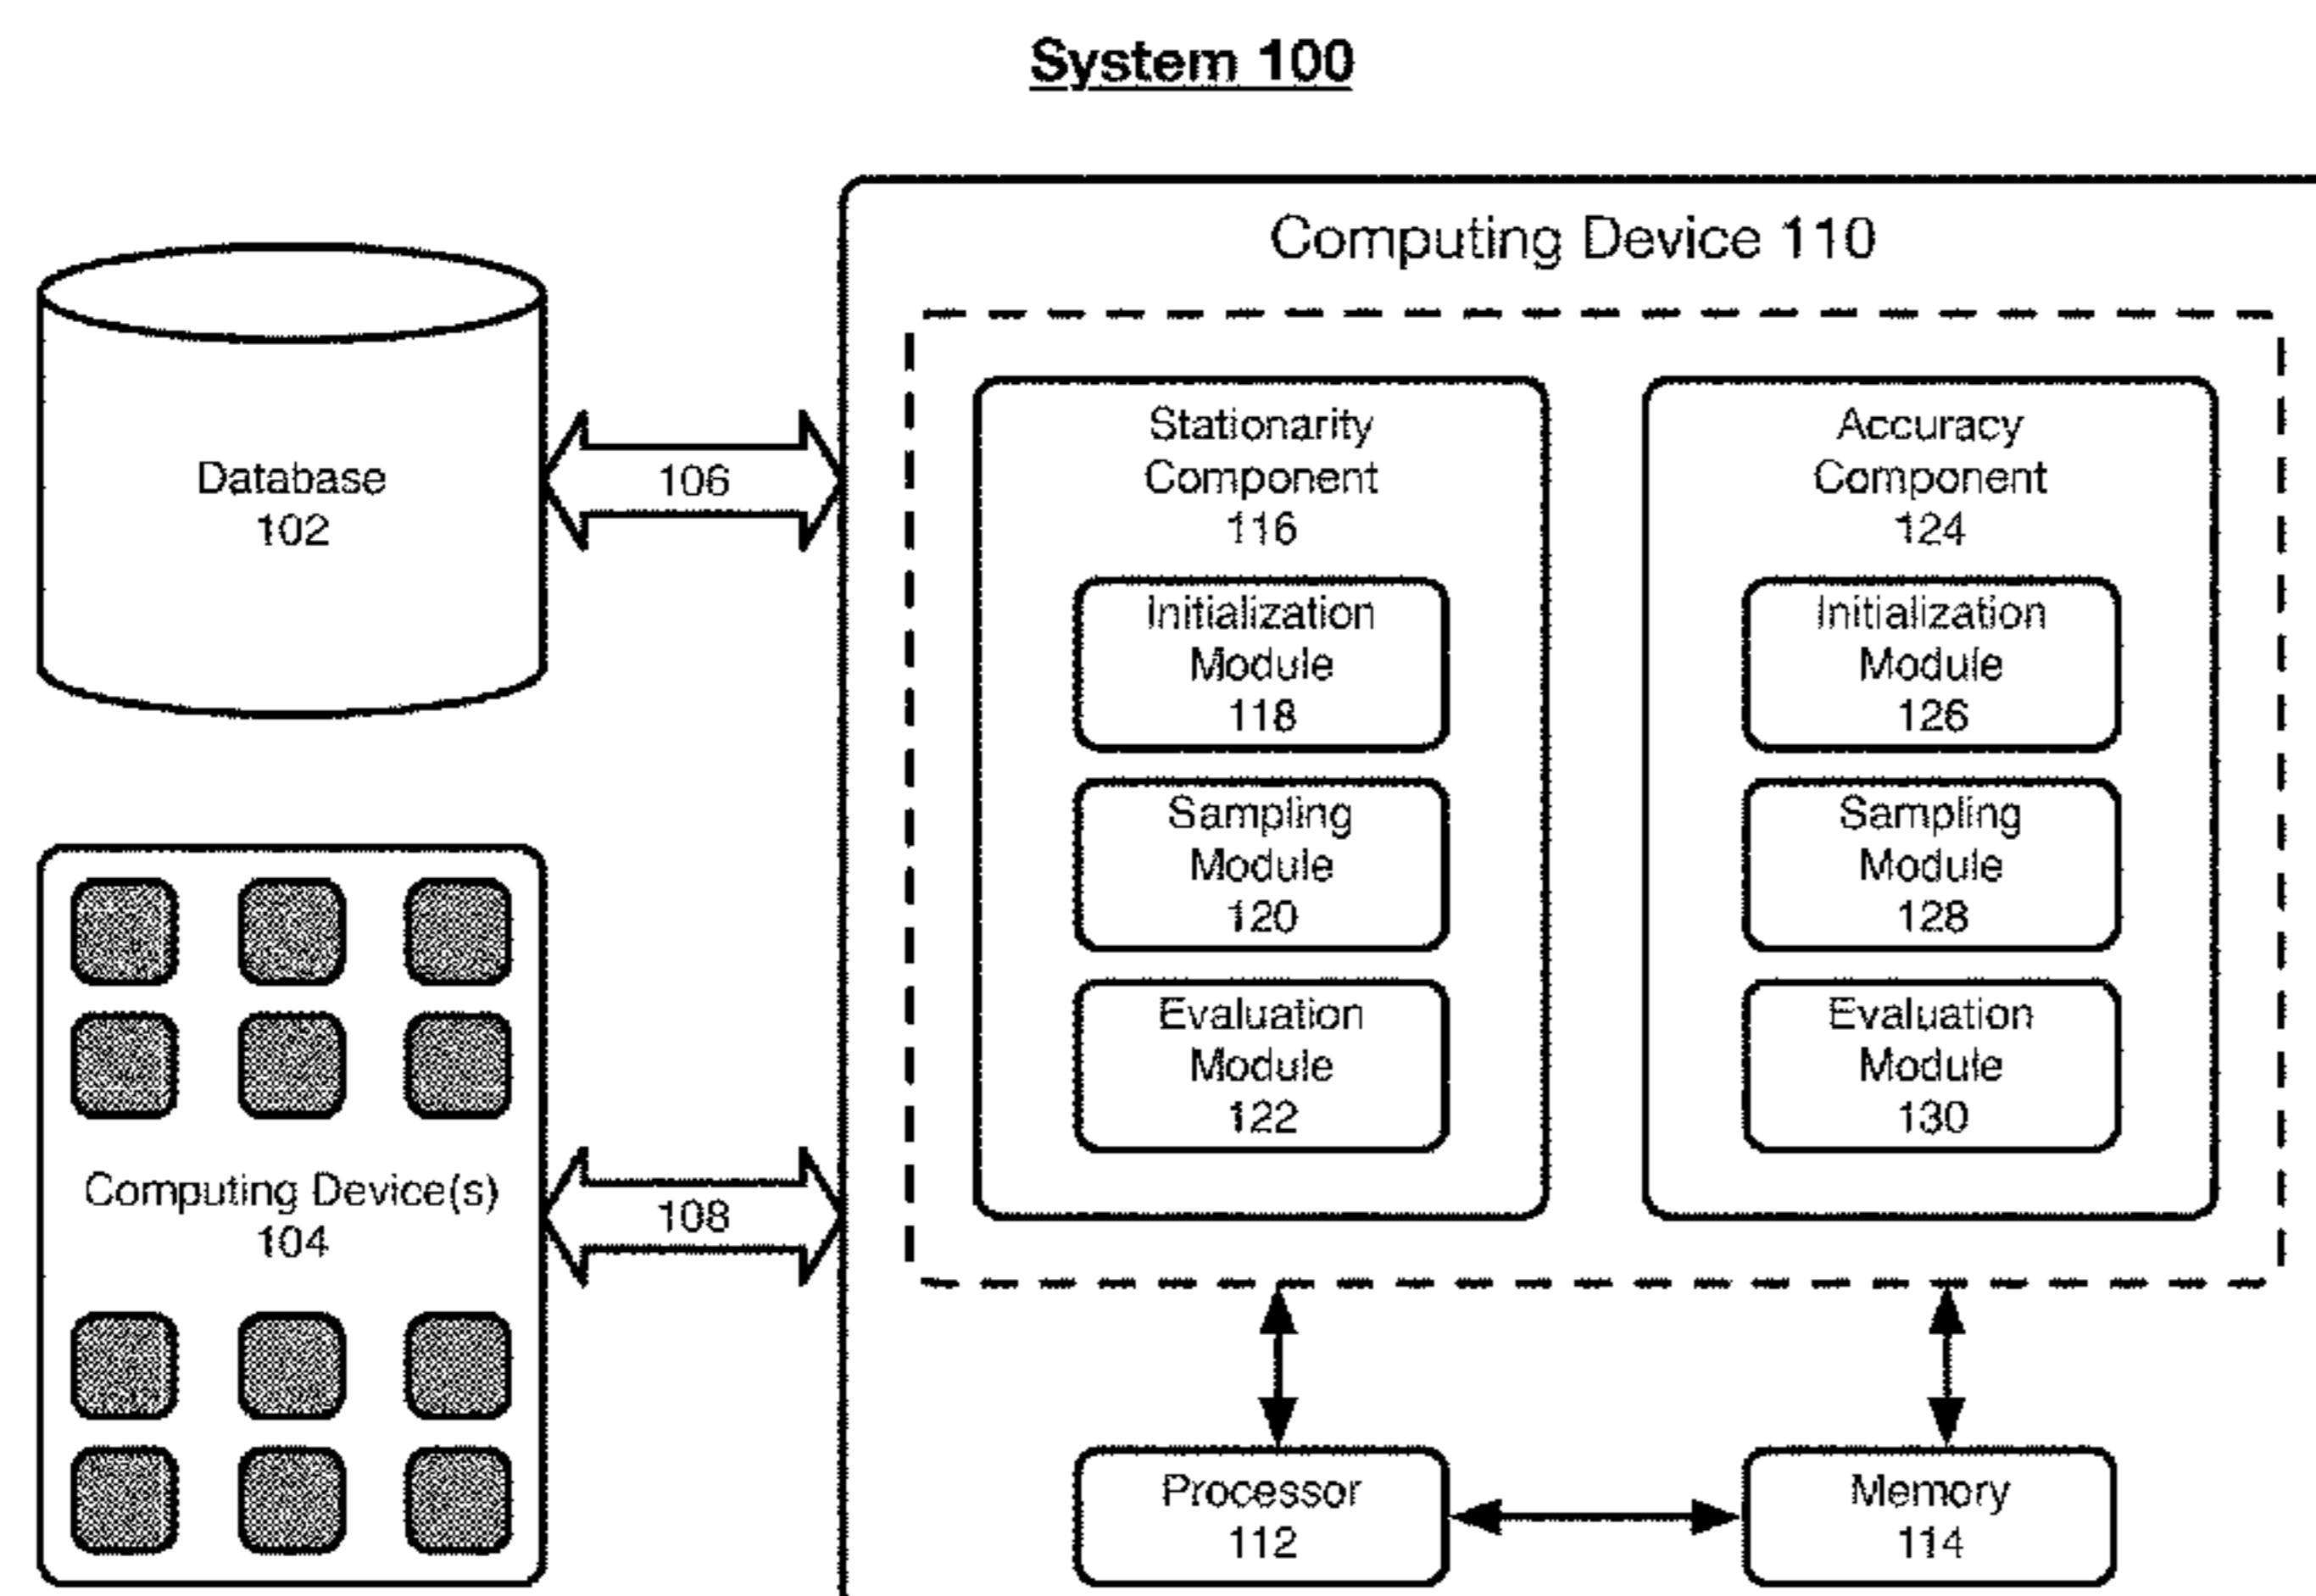 System 100
Computing Device 110
Database
102
106
Stationarity
Component
116
Initialization
Module
118
Sampling
Module
120
Evaluation
Module
122
Accuracy
Component
124
Initialization
Module
126
Sampling
Module
128
Evaluation
Module
130
Computing Device(s)
104
108
Processor
112
Memory
114